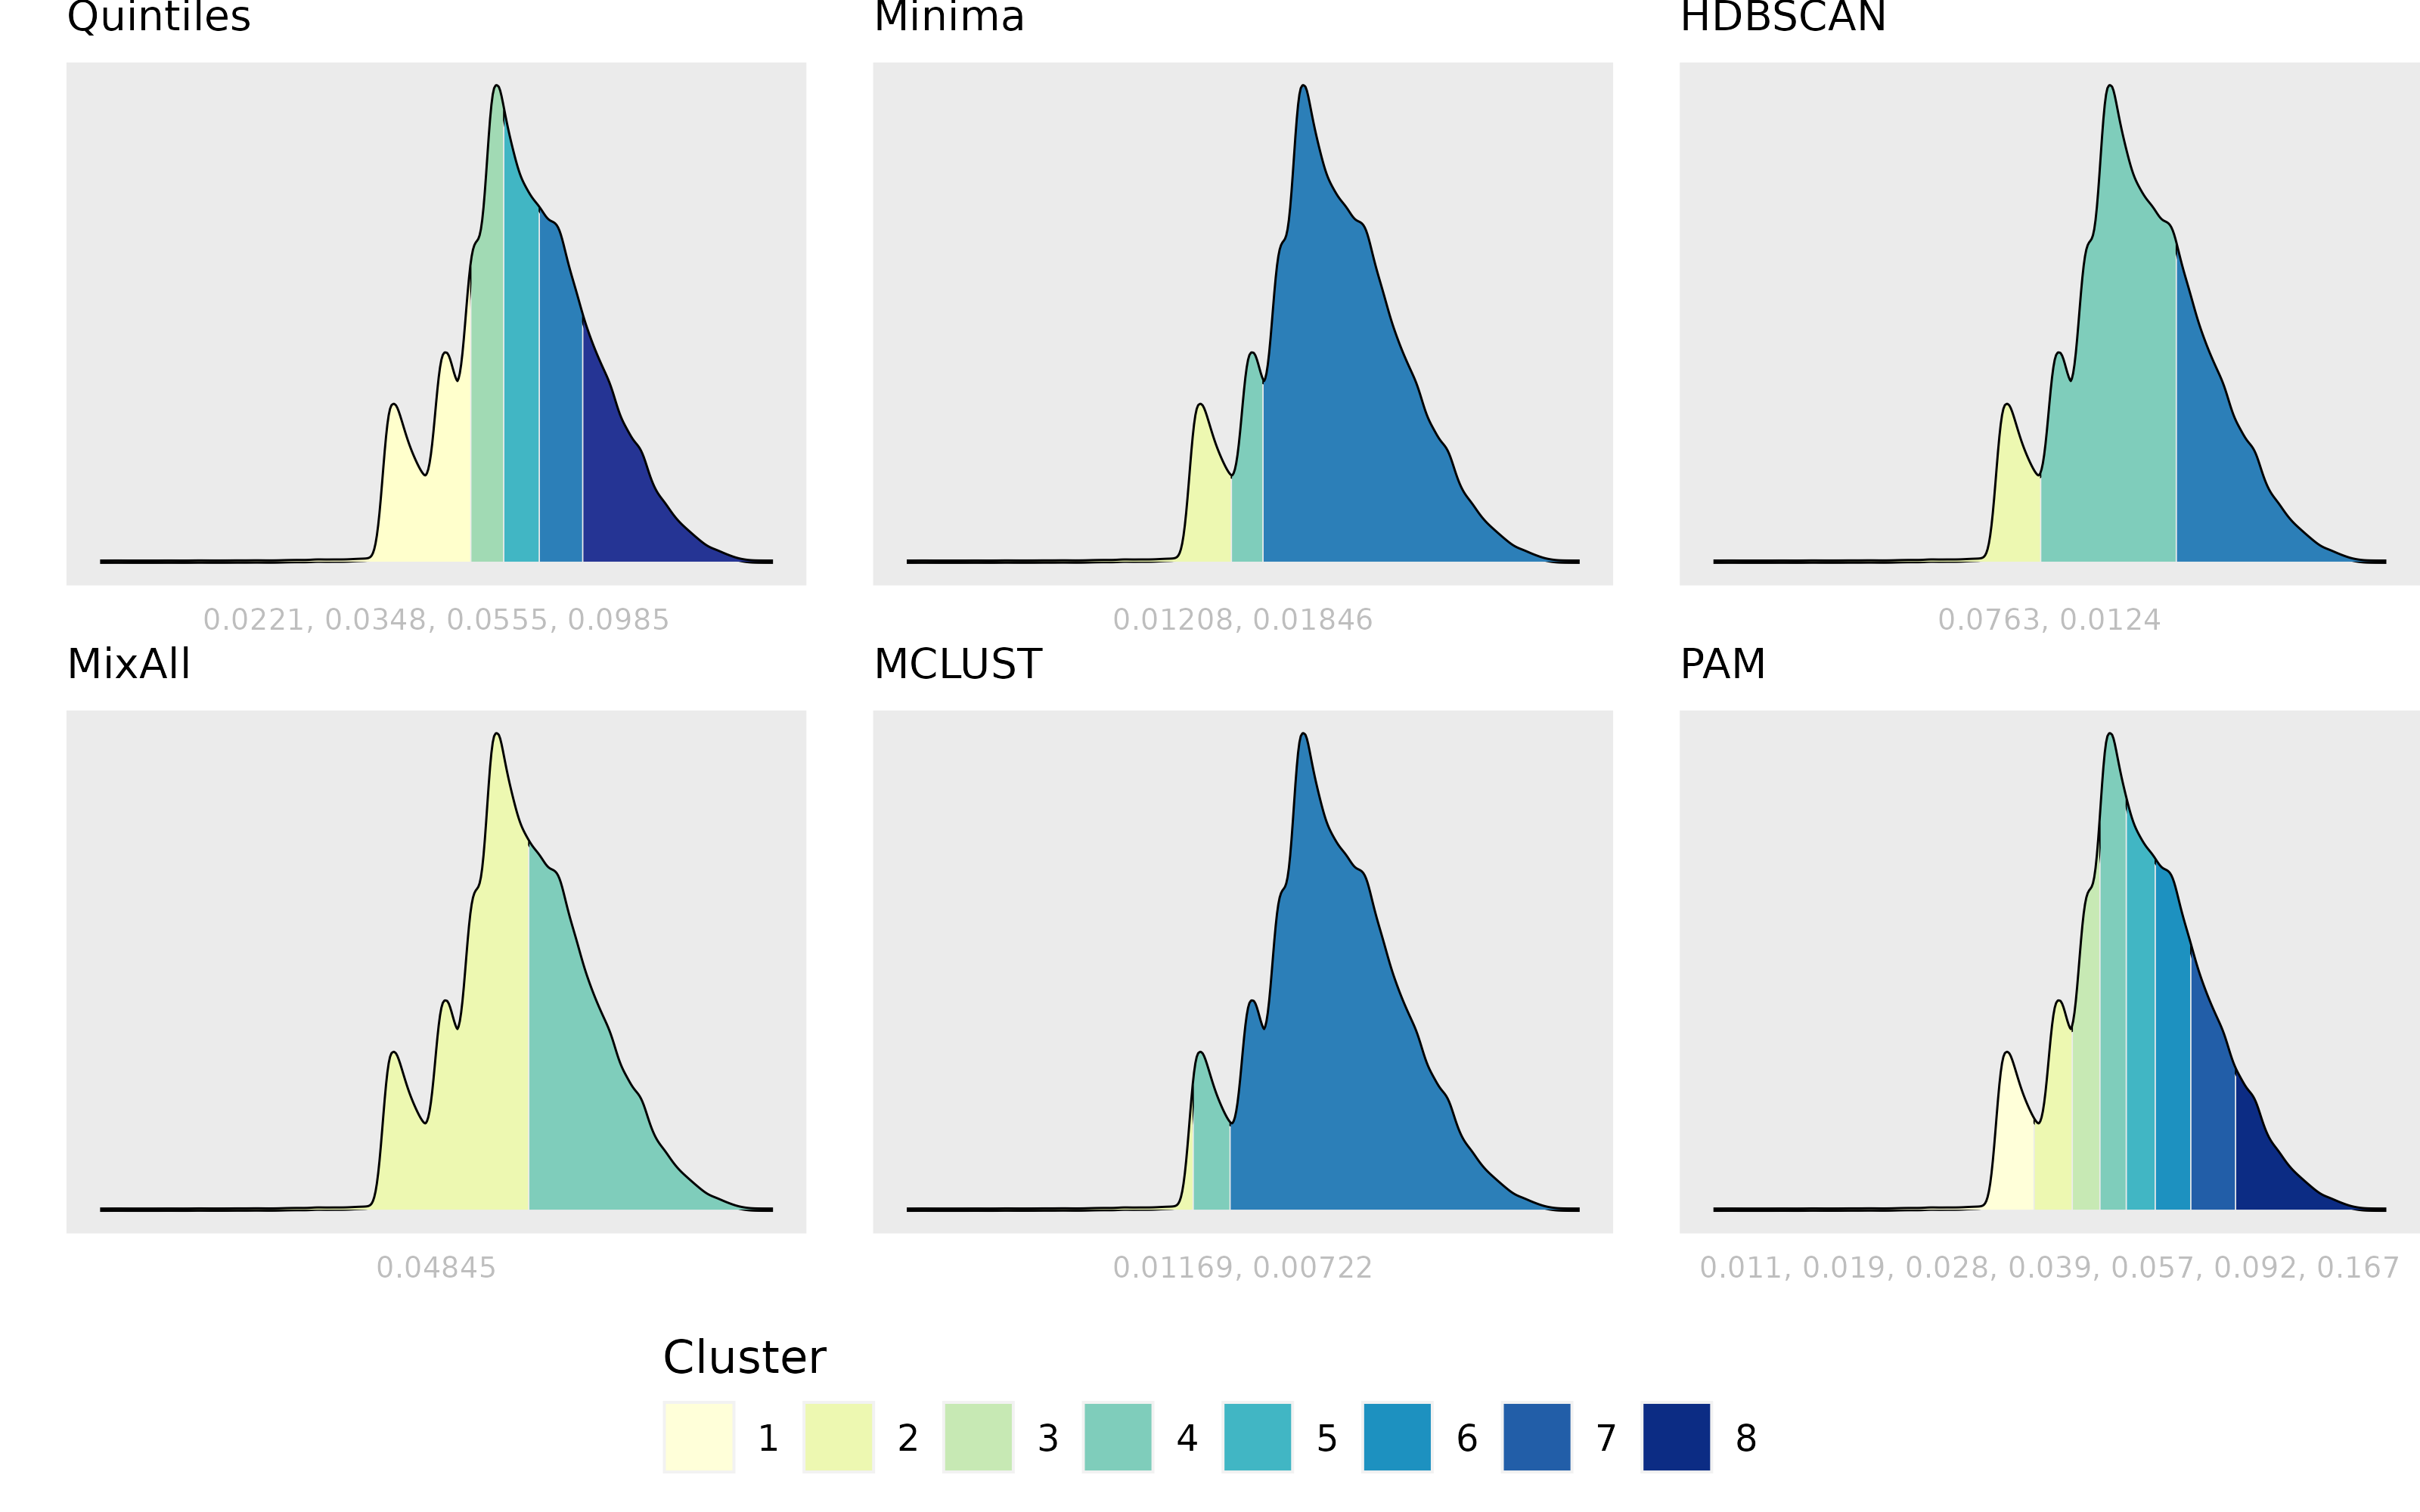 Quintiles
Minima
HDBSCAN
0.0221, 0.0348, 0.0555, 0.0985
0.01208, 0.01846
0.0763, 0.0124
MixAll
MCLUST
PAM
0.04845
0.01169, 0.00722
0.011, 0.019, 0.028, 0.039, 0.057, 0.092, 0.167
Cluster
1 2 3 4 5 6 7 8